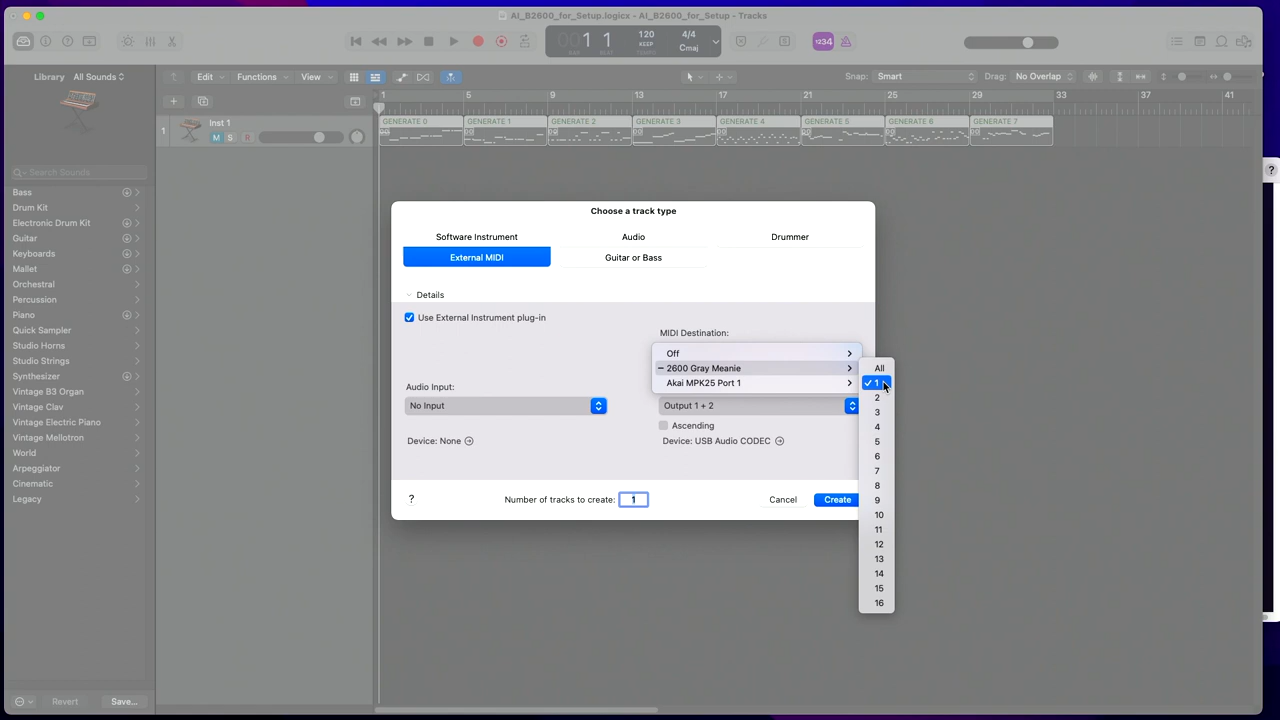 AI_B2600_for_Setup.logicx - AI_B2600_for_Setup - Tracks
001 1
BAR BEAT
120
KEEP
TEMPO
4/4
Cmaj
1234
Library All Sounds
Edit Functions View
Snap: Smart
Drag: No Overlap
1 5 9 13 17 21 25 29 33 37 41
1
Inst 1
M S R
GENERATE 0 GENERATE 1 GENERATE 2 GENERATE 3 GENERATE 4 GENERATE 5 GENERATE 6 GENERATE 7
Search Sounds
Bass
Drum Kit
Electronic Drum Kit
Guitar
Keyboards
Mallet
Orchestral
Percussion
Piano
Quick Sampler
Studio Horns
Studio Strings
Synthesizer
Vintage B3 Organ
Vintage Clav
Vintage Electric Piano
Vintage Mellotron
World
Arpeggiator
Cinematic
Legacy
Revert Save...
Choose a track type
Software Instrument Audio Drummer
External MIDI Guitar or Bass
Details
Use External Instrument plug-in
MIDI Destination:
Off
2600 Gray Meanie
Akai MPK25 Port 1
Audio Input:
No Input
Output 1 + 2
Ascending
Device: None
Device: USB Audio CODEC
?
Number of tracks to create: 1
Cancel Create
All
1
2
3
4
5
6
7
8
9
10
11
12
13
14
15
16
?